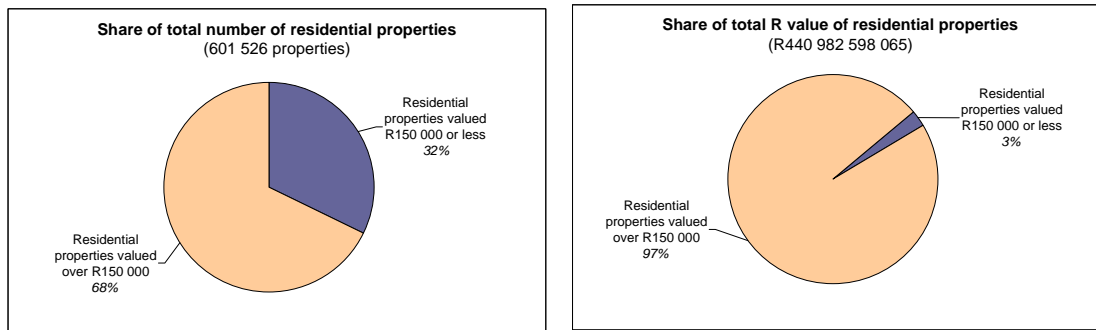 Share of total number of residential properties
(601 526 properties)
Residential
properties valued
R150 000 or less
32%
Residential
properties valued
over R150 000
68%
Share of total R value of residential properties
(R440 982 598 065)
Residential
properties valued
R150 000 or less
3%
Residential
properties valued
over R150 000
97%